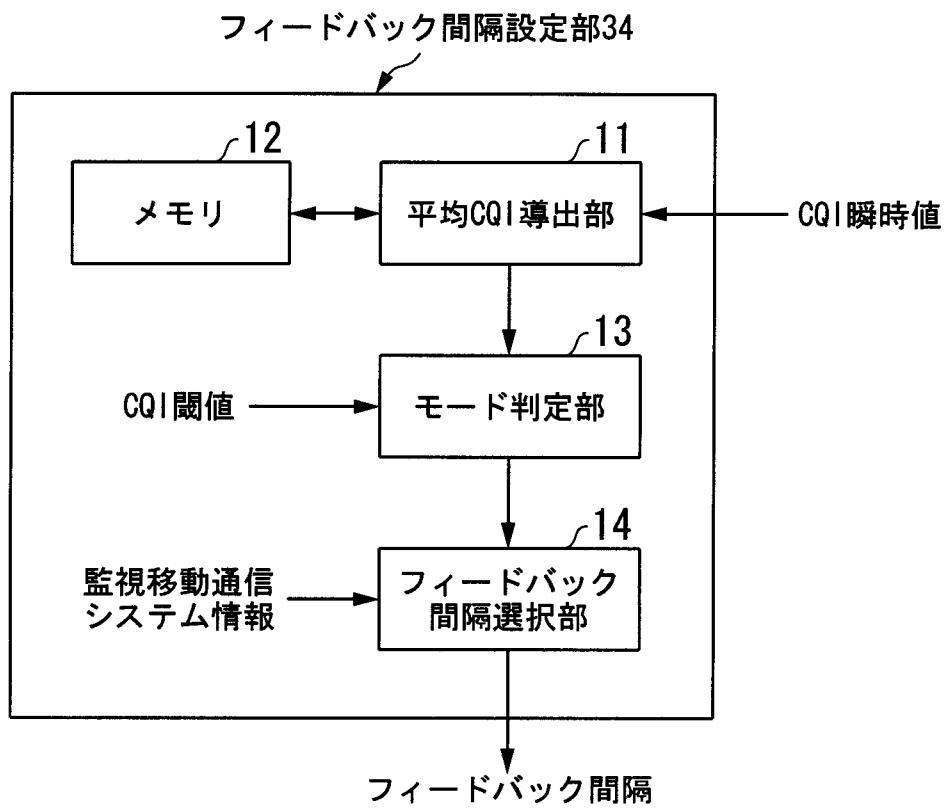 フィードバック間隔設定部34
12
11
メモリ
平均CQI導出部
CQI瞬時値
13
CQI閾値
モード判定部
14
監視移動通信
システム情報
フィードバック
間隔選択部
フィードバック間隔